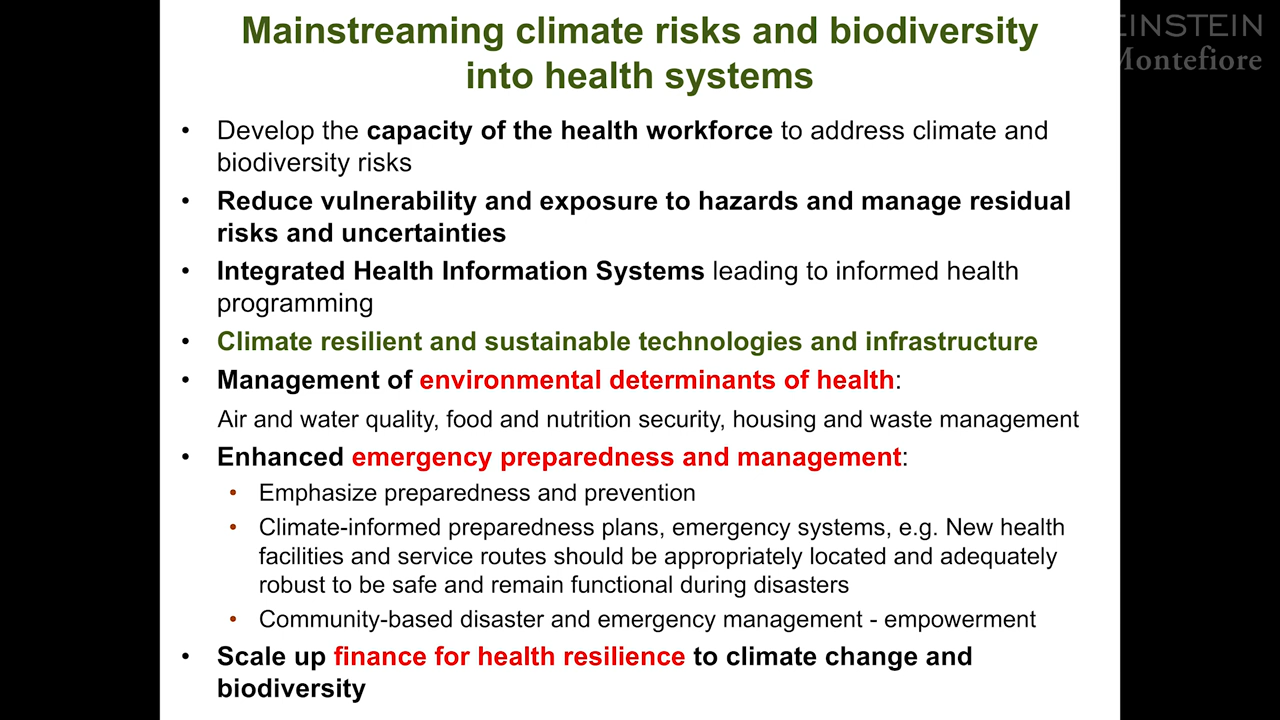 Mainstreaming climate risks and biodiversity
into health systems
EINSTEIN
Montefiore
• Develop the capacity of the health workforce to address climate and
biodiversity risks
• Reduce vulnerability and exposure to hazards and manage residual
risks and uncertainties
• Integrated Health Information Systems leading to informed health
programming
• Climate resilient and sustainable technologies and infrastructure
• Management of environmental determinants of health:
Air and water quality, food and nutrition security, housing and waste management
• Enhanced emergency preparedness and management:
• Emphasize preparedness and prevention
• Climate-informed preparedness plans, emergency systems, e.g. New health
facilities and service routes should be appropriately located and adequately
robust to be safe and remain functional during disasters
• Community-based disaster and emergency management - empowerment
• Scale up finance for health resilience to climate change and
biodiversity